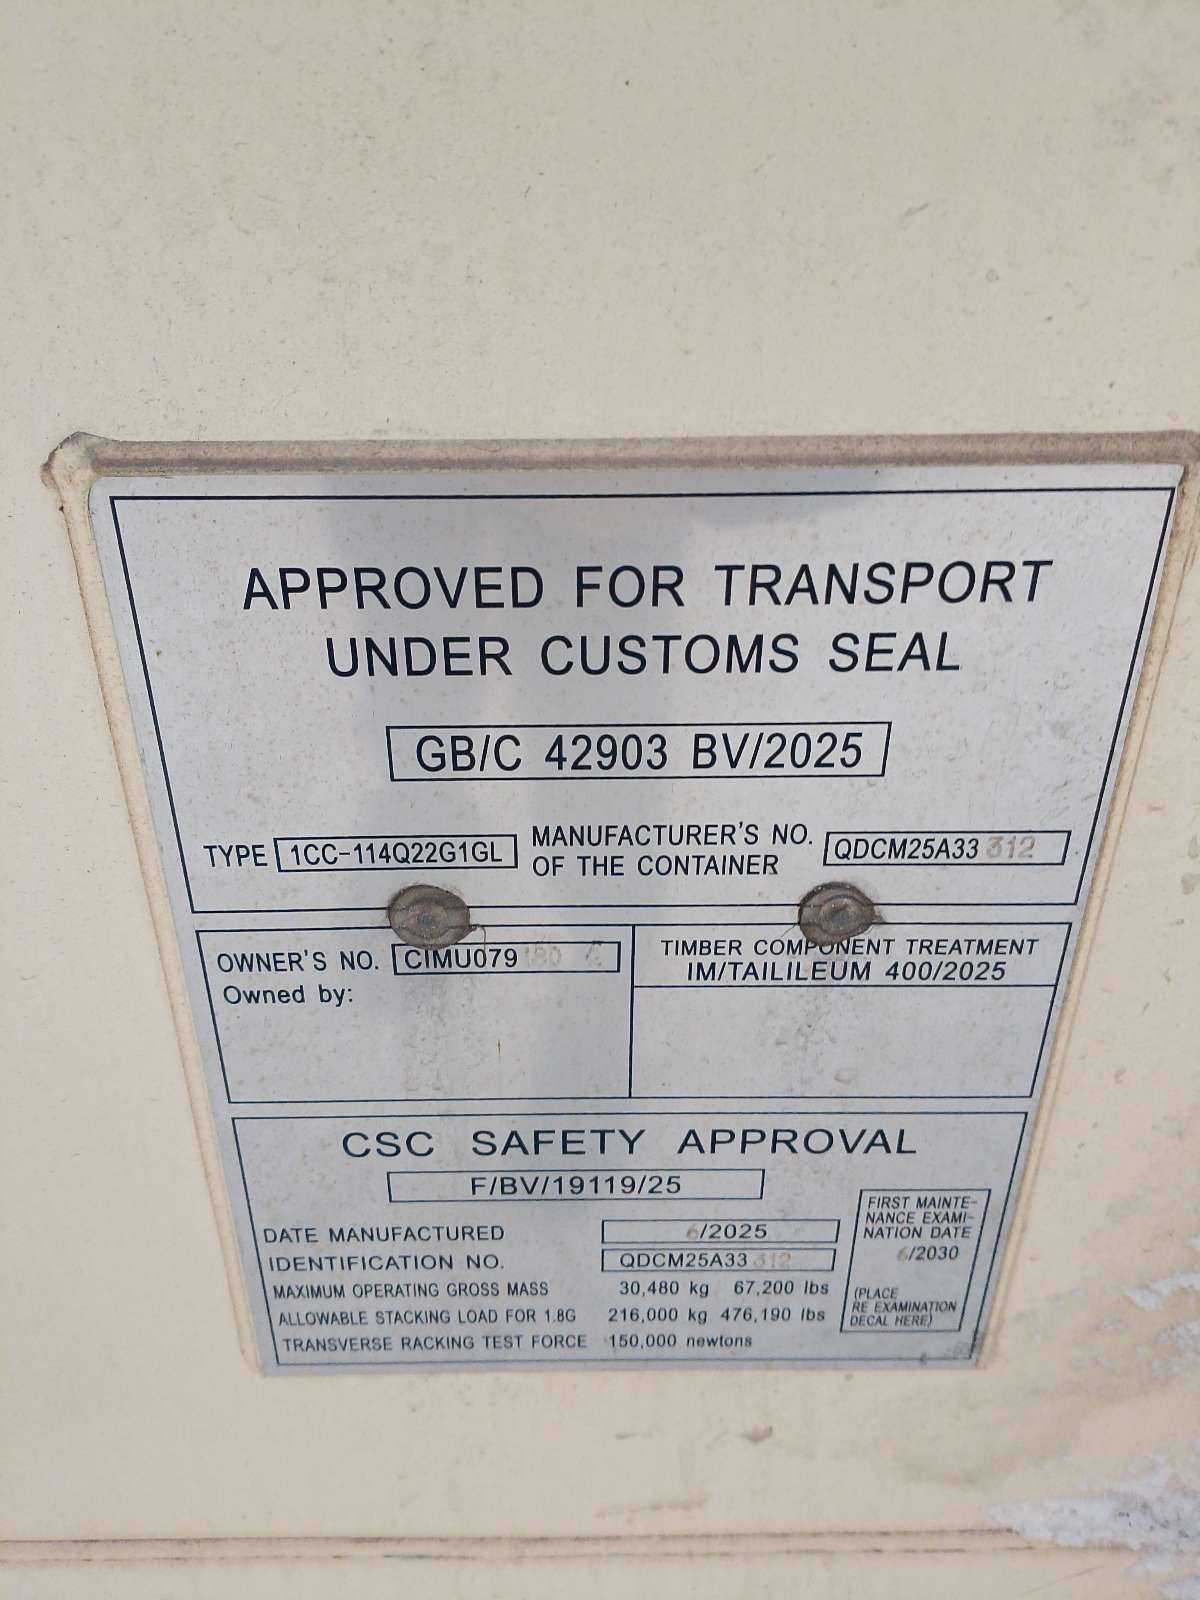 APPROVED FOR TRANSPORT
UNDER CUSTOMS SEAL
GB/C 42903 BV/2025
TYPE 1CC-114Q22G1GL
MANUFACTURER'S NO.
OF THE CONTAINER
QDCM25A33 312
OWNER'S NO. CIMU079
Owned by:
TIMBER COMPONENT TREATMENT
IM/TAILILEUM 400/2025
CSC SAFETY APPROVAL
F/BV/19119/25
DATE MANUFACTURED 6/2025
IDENTIFICATION NO. QDCM25A33 312
MAXIMUM OPERATING GROSS MASS 30,480 kg 67,200 lbs
ALLOWABLE STACKING LOAD FOR 1.8G 216,000 kg 476,190 lbs
TRANSVERSE RACKING TEST FORCE 150,000 newtons
FIRST MAINTE-
NANCE EXAMI-
NATION DATE
6/2030
(PLACE
RE EXAMINATION
DECAL HERE)